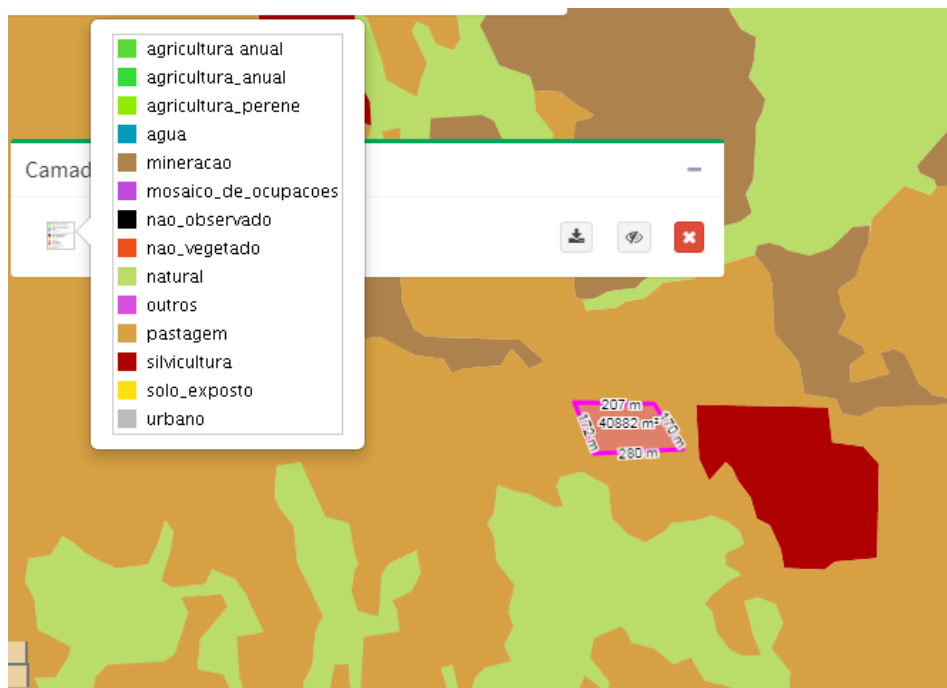 agricultura anual
agricultura_anual
agricultura_perene
agua
mineracao
mosaico_de_ocupacoes
nao_observado
nao_vegetado
natural
outros
pastagem
silvicultura
solo_exposto
urbano
Camad
207 m
40882 m²
172 m
170 m
280 m